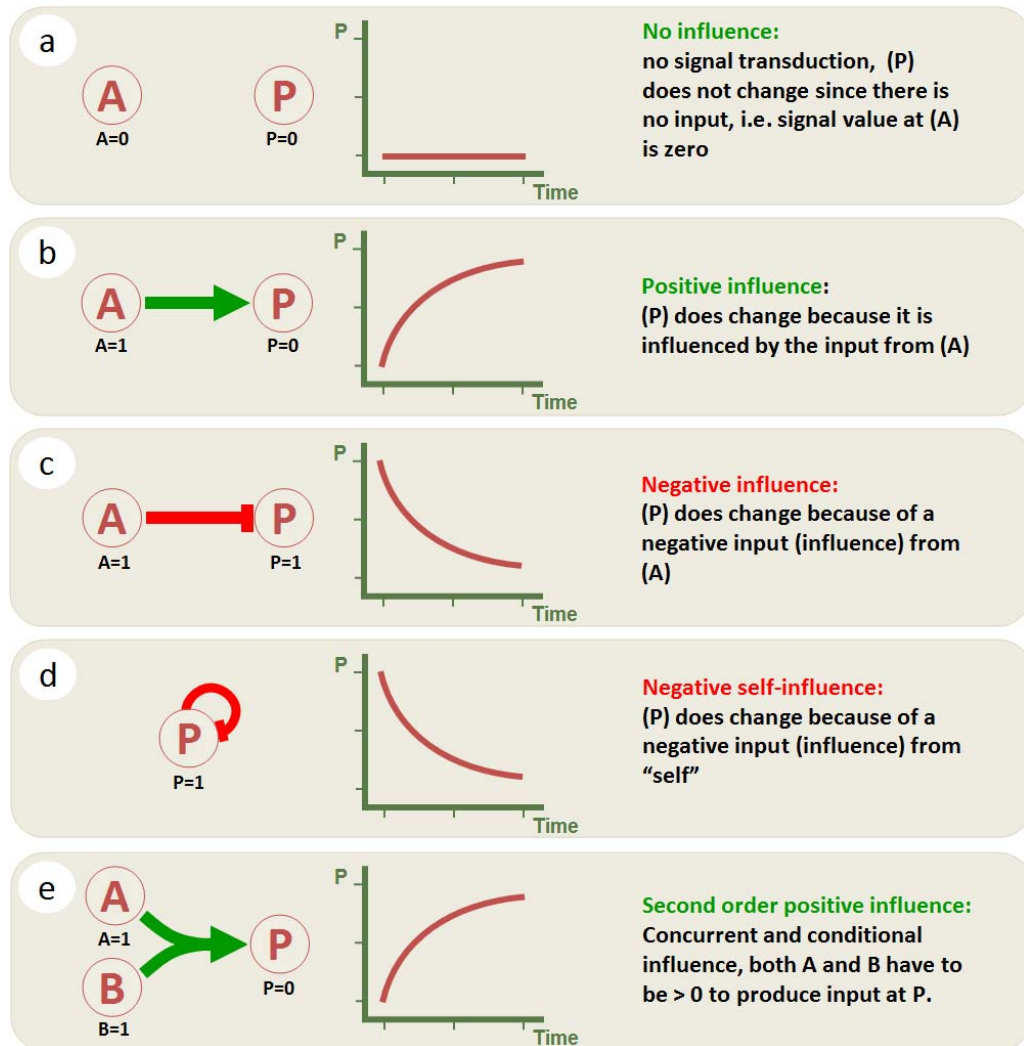 a
A
A=0
P
P=0
P
Time
No influence:
no signal transduction, (P)
does not change since there is
no input, i.e. signal value at (A)
is zero
b
A
A=1
P
P=0
P
Time
Positive influence:
(P) does change because it is
influenced by the input from (A)
c
A
A=1
P
P=1
P
Time
Negative influence:
(P) does change because of a
negative input (influence) from
(A)
d
P
P=1
P
Time
Negative self-influence:
(P) does change because of a
negative input (influence) from
“self”
e
A
A=1
B
B=1
P
P=0
P
Time
Second order positive influence:
Concurrent and conditional
influence, both A and B have to
be > 0 to produce input at P.